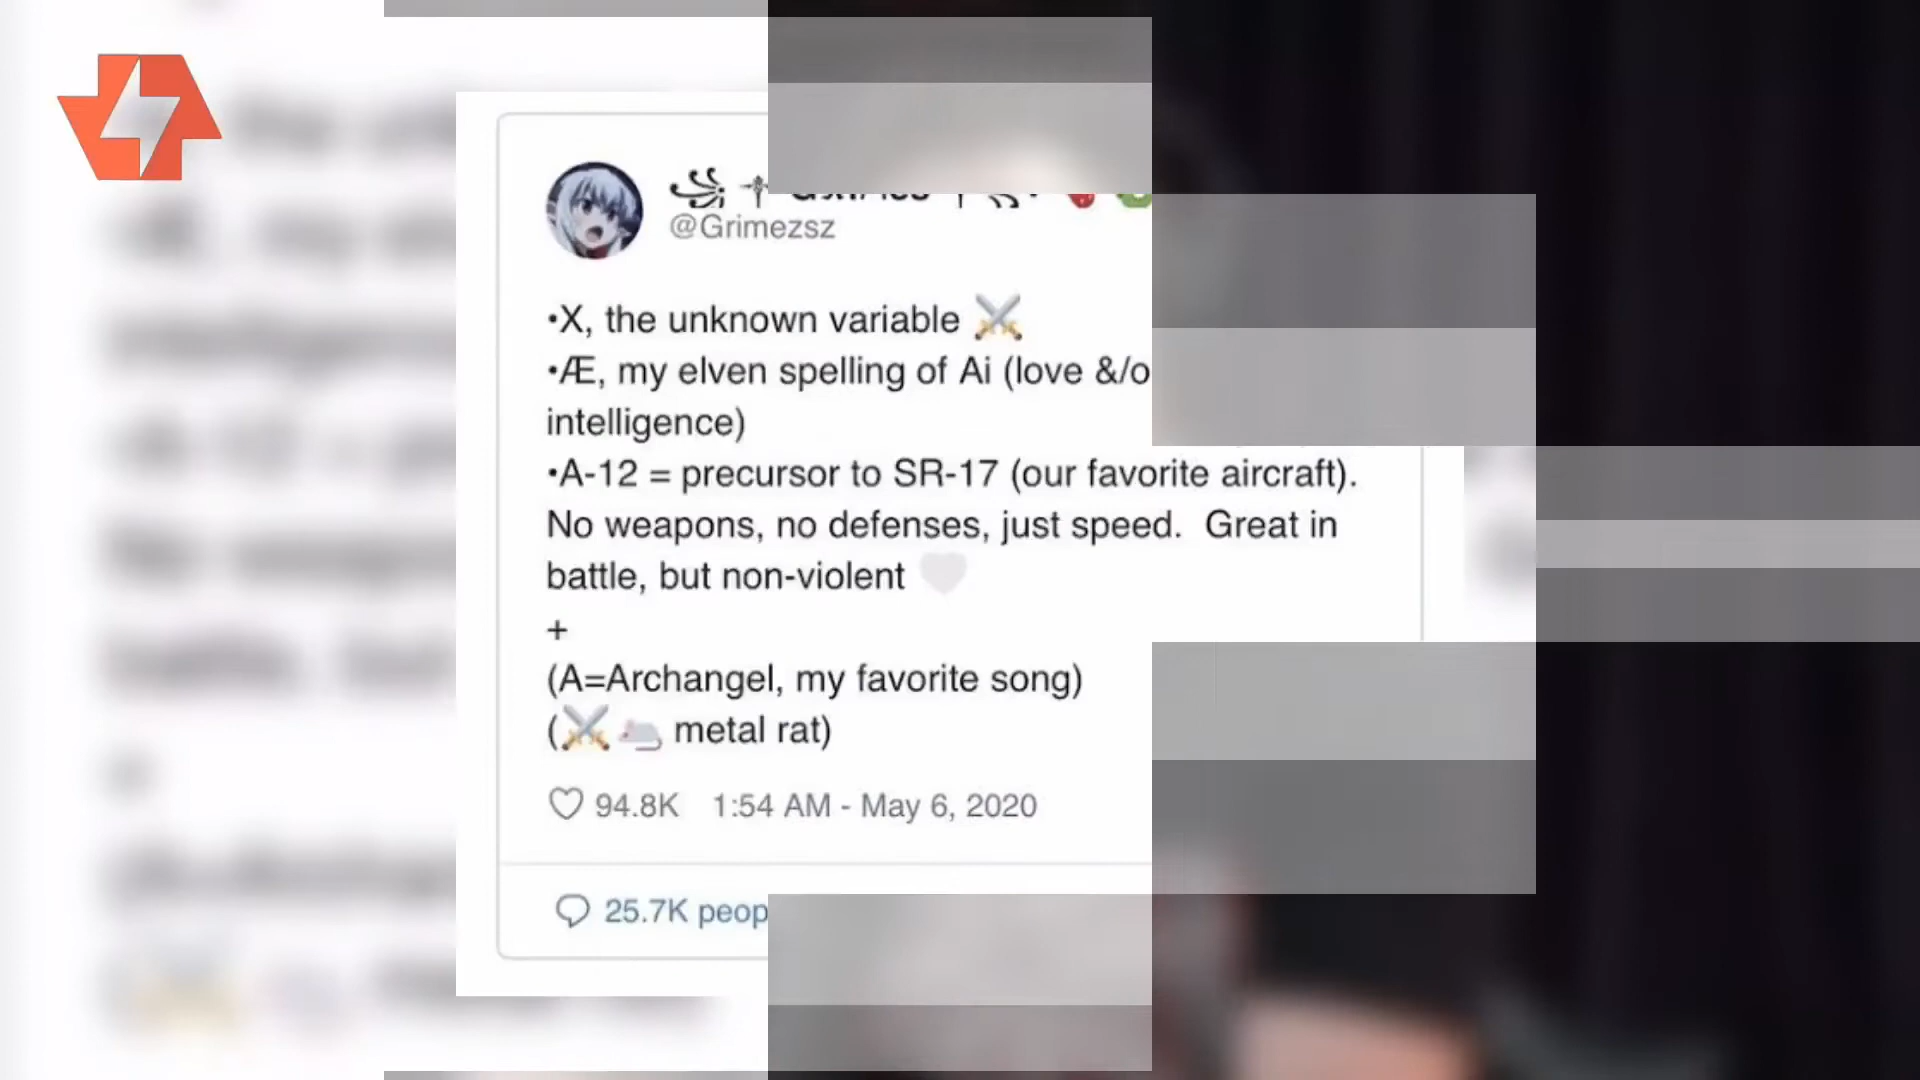 @Grimezsz
•X, the unknown variable ⚔️
•Æ, my elven spelling of Ai (love &/o
intelligence)
•A-12 = precursor to SR-17 (our favorite aircraft).
No weapons, no defenses, just speed. Great in
battle, but non-violent 🤍
+
(A=Archangel, my favorite song)
(⚔️🐁 metal rat)
94.8K 1:54 AM - May 6, 2020
25.7K peop